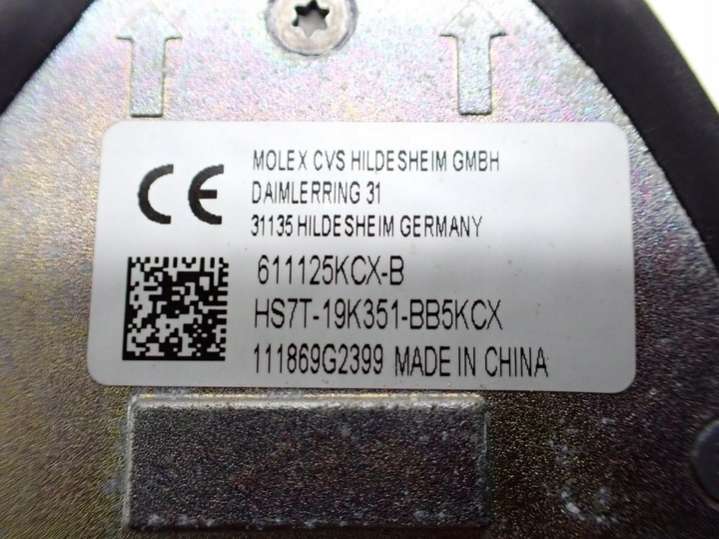 MOLEX CVS HILDESHEIM GMBH
DAIMLERRING 31
31135 HILDESHEIM GERMANY
CE
611125KCX-B
HS7T-19K351-BB5KCX
111869G2399 MADE IN CHINA